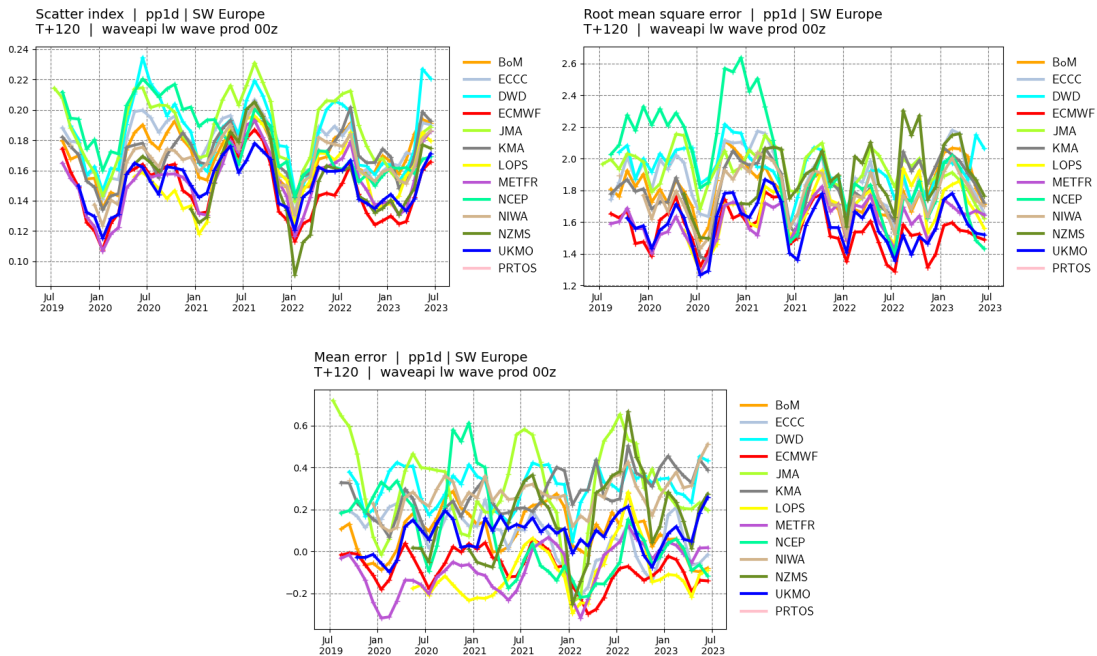 Scatter index | pp1d | SW Europe
T+120 | waveapi lw wave prod 00z
0.24
0.22
0.20
0.18
0.16
0.14
0.12
0.10
Jul Jan Jul Jan Jul Jan Jul Jan Jul
2019 2020 2020 2021 2021 2022 2022 2023 2023
BoM
ECCC
DWD
ECMWF
JMA
KMA
LOPS
METFR
NCEP
NIWA
NZMS
UKMO
PRTOS
Root mean square error | pp1d | SW Europe
T+120 | waveapi lw wave prod 00z
2.6
2.4
2.2
2.0
1.8
1.6
1.4
1.2
Jul Jan Jul Jan Jul Jan Jul Jan Jul
2019 2020 2020 2021 2021 2022 2022 2023 2023
BoM
ECCC
DWD
ECMWF
JMA
KMA
LOPS
METFR
NCEP
NIWA
NZMS
UKMO
PRTOS
Mean error | pp1d | SW Europe
T+120 | waveapi lw wave prod 00z
0.6
0.4
0.2
0.0
−0.2
Jul Jan Jul Jan Jul Jan Jul Jan Jul
2019 2020 2020 2021 2021 2022 2022 2023 2023
BoM
ECCC
DWD
ECMWF
JMA
KMA
LOPS
METFR
NCEP
NIWA
NZMS
UKMO
PRTOS